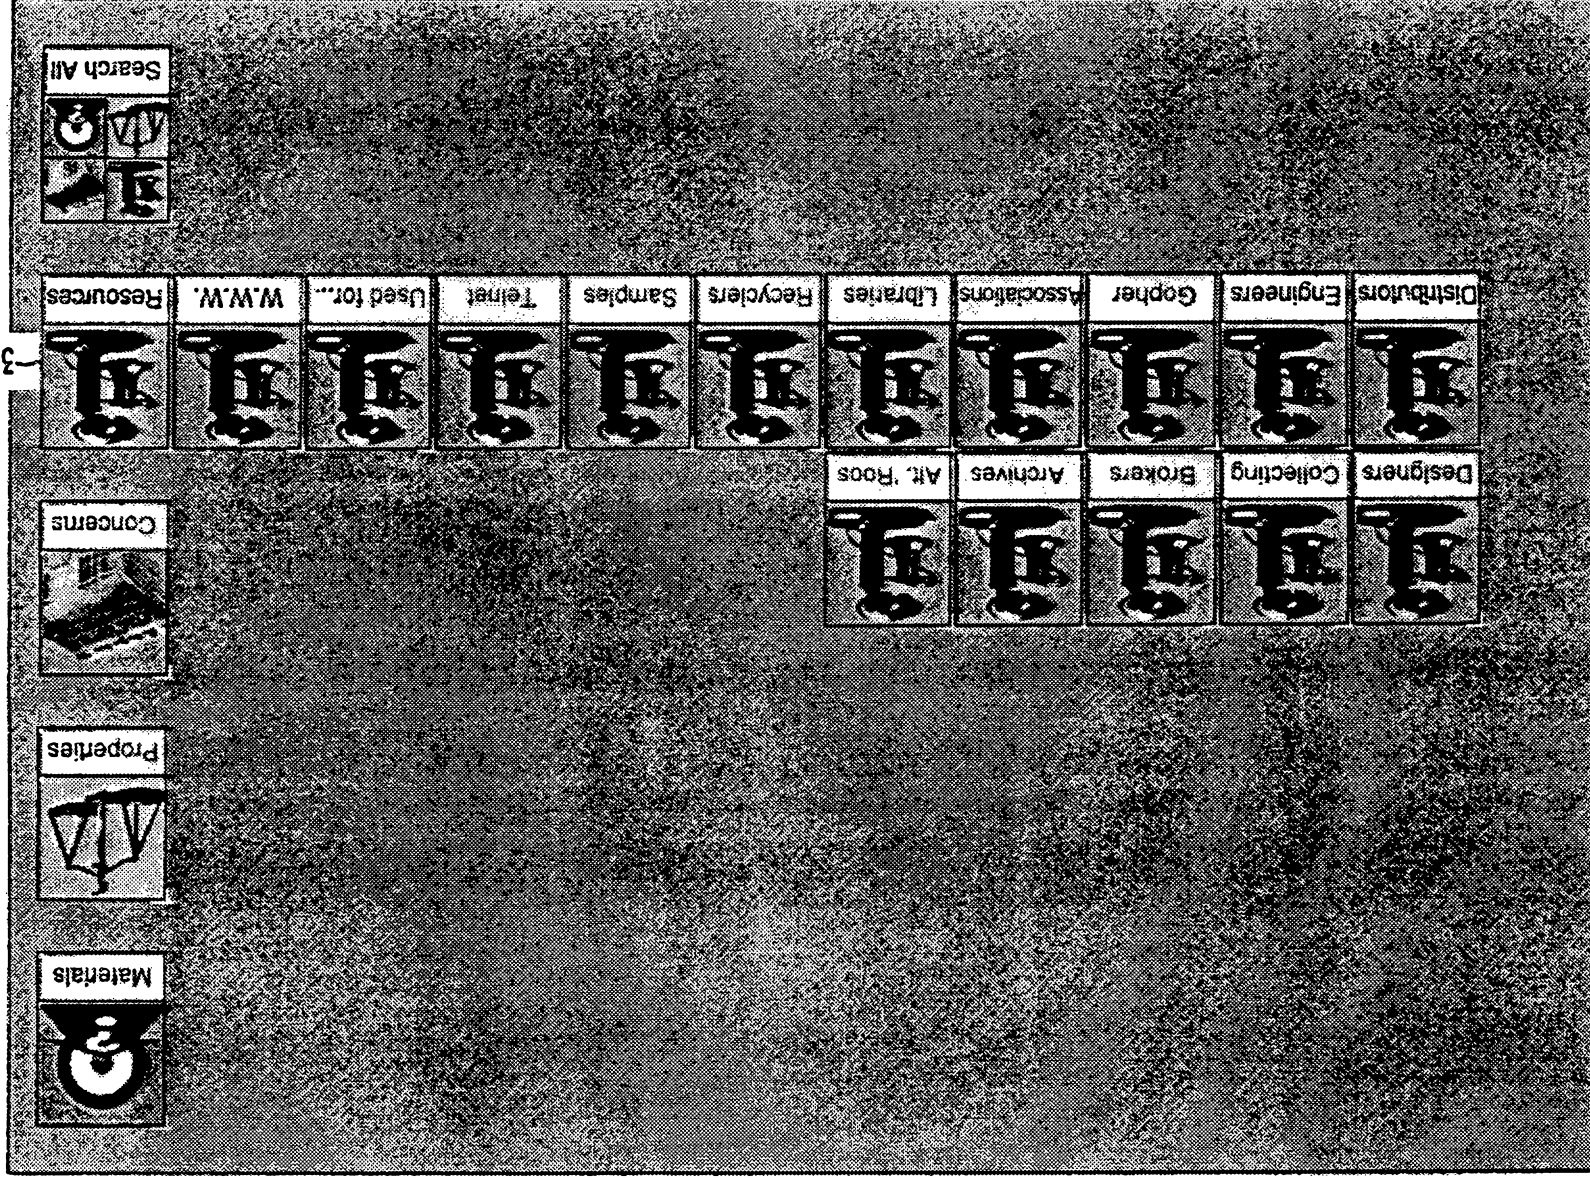 Materials
Properties
Concerns
Designers Collecting Brokers Archives Alt. 'Roos
3
Distributors Engineers Gopher Associations Libraries Recyclers Samples Telnet Used for... W.W.W. Resources
Search All